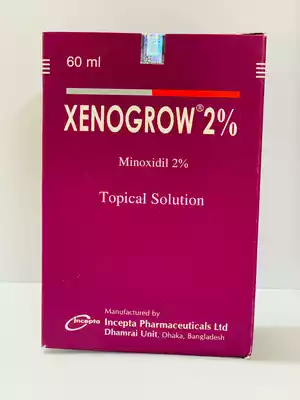 60 ml
XENOGROW® 2%
Minoxidil 2%
Topical Solution
Manufactured by
Incepta
Incepta Pharmaceuticals Ltd
Dhamrai Unit, Dhaka, Bangladesh